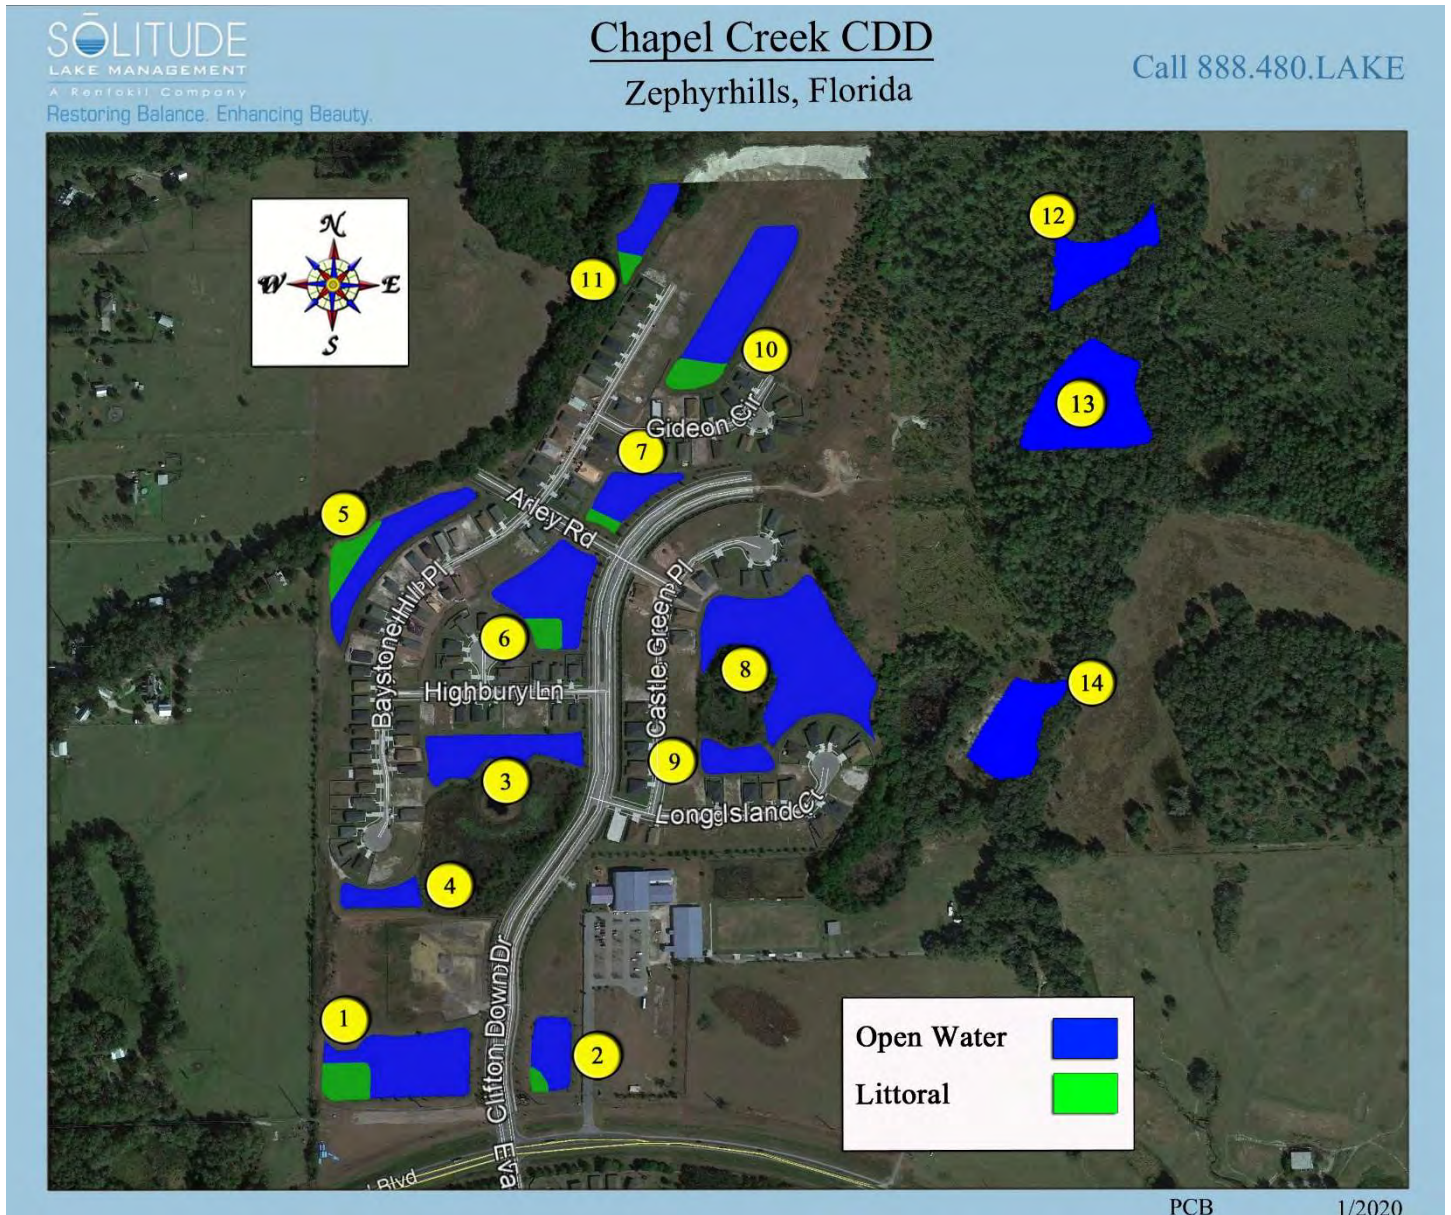 SŌLITUDE
LAKE MANAGEMENT
A Rentokil Company
Restoring Balance. Enhancing Beauty.
Chapel Creek CDD
Zephyrhills, Florida
Call 888.480.LAKE
N
W E
S
12
11
10
13
Gideon Cir
7
5
Arley Rd
Baystone Hill Pl
6
Castle Green Pl
8
14
Highbury Ln
9
3
Long Island Ct
4
Clifton Down Dr
1
2
Open Water
Littoral
Eva
Blvd
PCB 1/2020